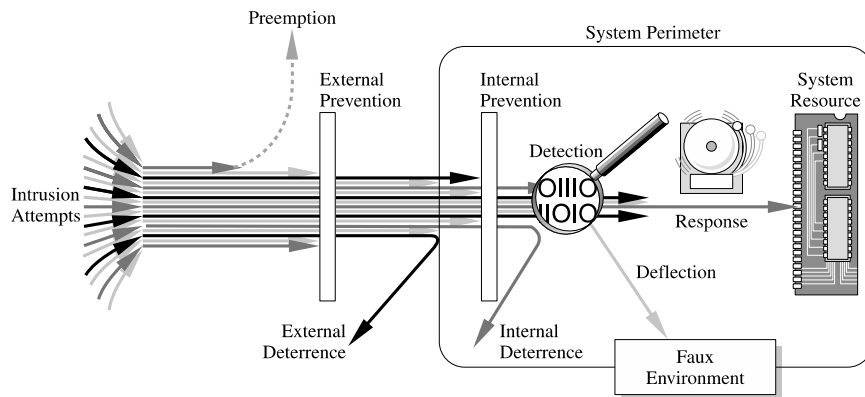 Preemption
System Perimeter
External
Prevention
Internal
Prevention
System
Resource
Detection
Intrusion
Attempts
Response
Deflection
External
Deterrence
Internal
Deterrence
Faux
Environment